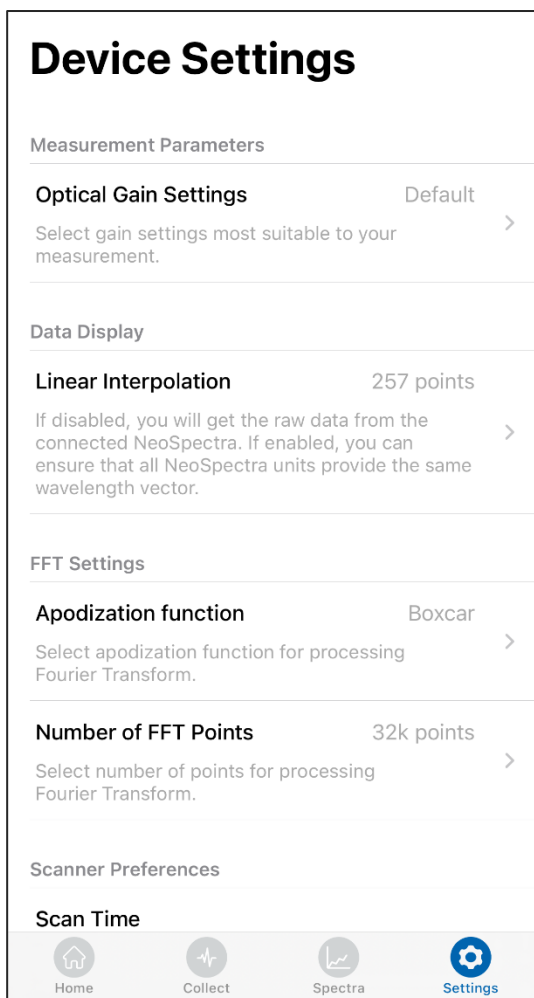 Device Settings
Measurement Parameters
Optical Gain Settings Default
Select gain settings most suitable to your
measurement.
Data Display
Linear Interpolation 257 points
If disabled, you will get the raw data from the
connected NeoSpectra. If enabled, you can
ensure that all NeoSpectra units provide the same
wavelength vector.
FFT Settings
Apodization function Boxcar
Select apodization function for processing
Fourier Transform.
Number of FFT Points 32k points
Select number of points for processing
Fourier Transform.
Scanner Preferences
Scan Time
Home Collect Spectra Settings